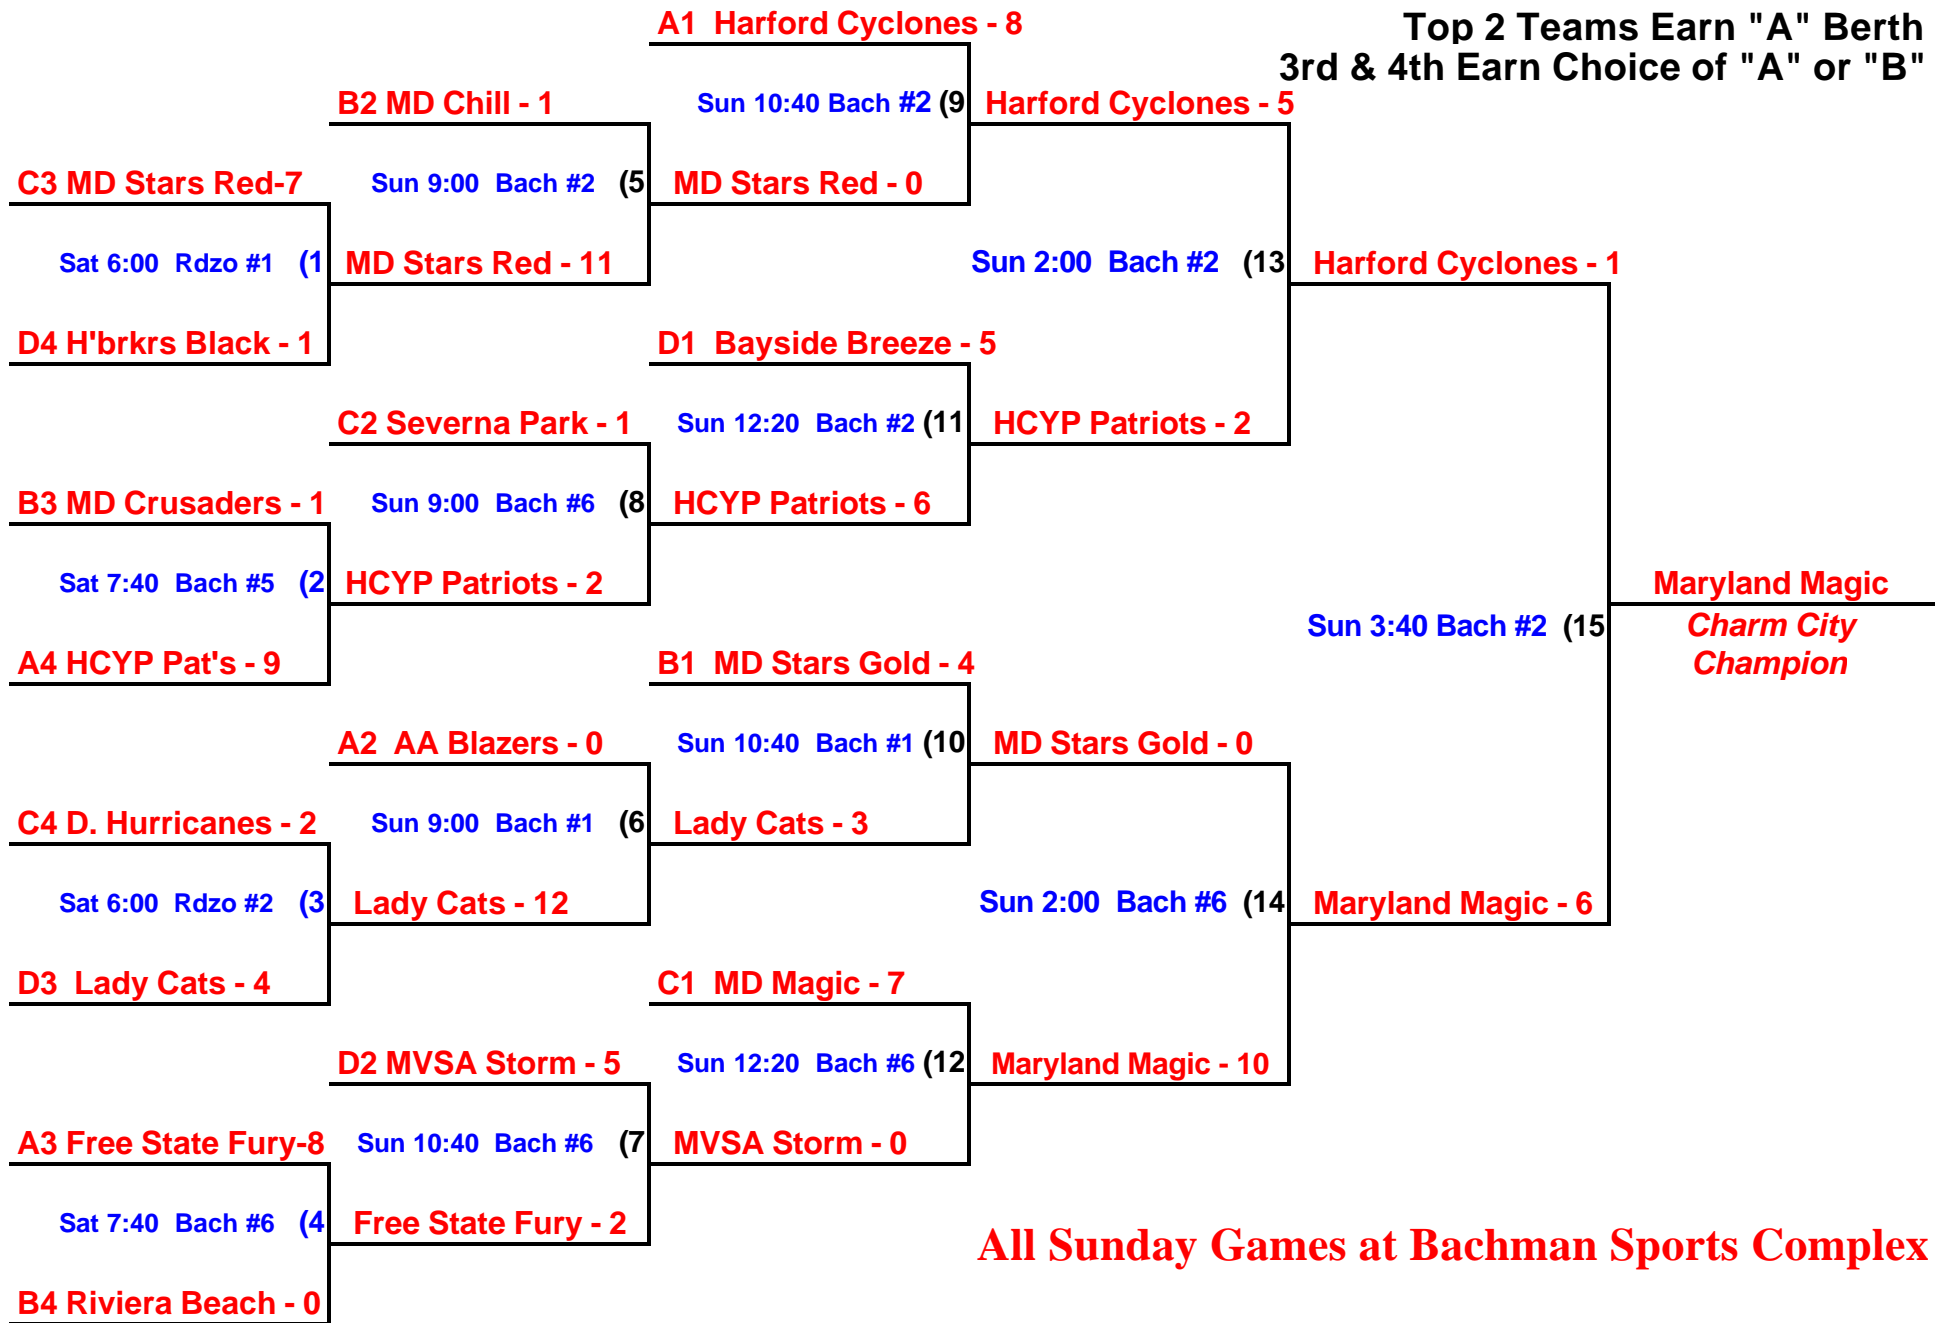 A1 Harford Cyclones - 8
Top 2 Teams Earn "A" Berth
3rd & 4th Earn Choice of "A" or "B"
B2 MD Chill - 1
Sun 10:40 Bach #2 (9
Harford Cyclones - 5
C3 MD Stars Red-7
Sun 9:00 Bach #2 (5
MD Stars Red - 0
Sat 6:00 Rdzo #1 (1
MD Stars Red - 11
Sun 2:00 Bach #2 (13
Harford Cyclones - 1
D4 H'brkrs Black - 1
D1 Bayside Breeze - 5
C2 Severna Park - 1
Sun 12:20 Bach #2 (11
HCYP Patriots - 2
B3 MD Crusaders - 1
Sun 9:00 Bach #6 (8
HCYP Patriots - 6
Sat 7:40 Bach #5 (2
HCYP Patriots - 2
Maryland Magic
Sun 3:40 Bach #2 (15
Charm City
Champion
A4 HCYP Pat's - 9
B1 MD Stars Gold - 4
A2 AA Blazers - 0
Sun 10:40 Bach #1 (10
MD Stars Gold - 0
C4 D. Hurricanes - 2
Sun 9:00 Bach #1 (6
Lady Cats - 3
Sat 6:00 Rdzo #2 (3
Lady Cats - 12
Sun 2:00 Bach #6 (14
Maryland Magic - 6
D3 Lady Cats - 4
C1 MD Magic - 7
D2 MVSA Storm - 5
Sun 12:20 Bach #6 (12
Maryland Magic - 10
A3 Free State Fury-8
Sun 10:40 Bach #6 (7
MVSA Storm - 0
Sat 7:40 Bach #6 (4
Free State Fury - 2
All Sunday Games at Bachman Sports Complex
B4 Riviera Beach - 0